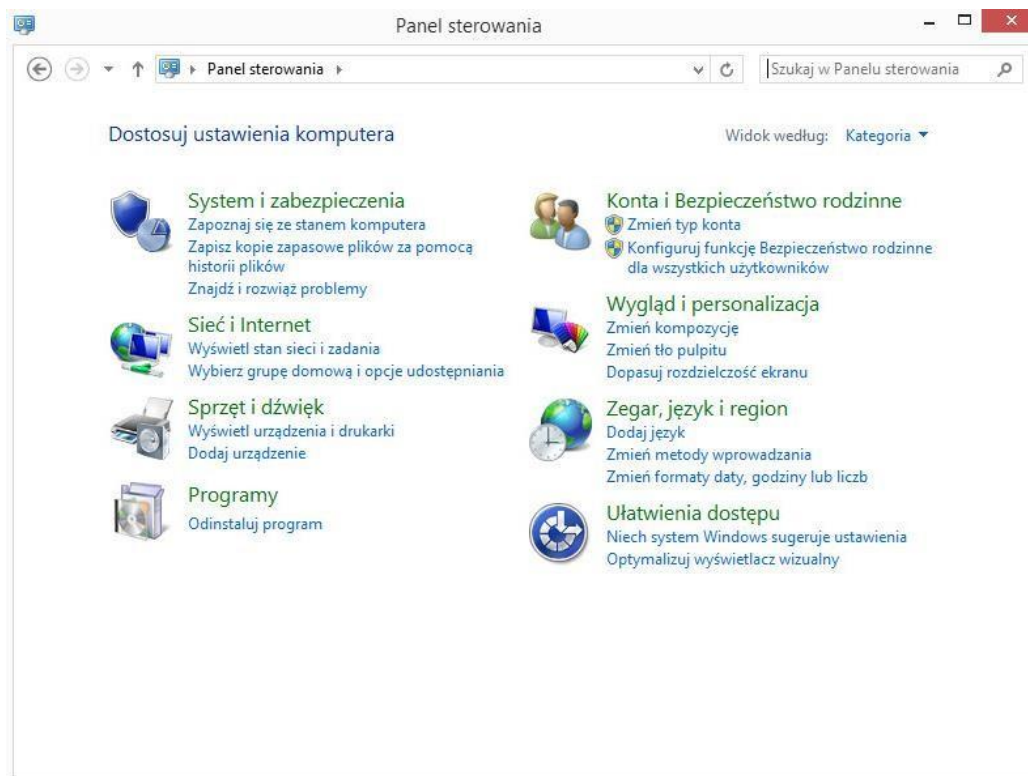 Panel sterowania
Panel sterowania
Szukaj w Panelu sterowania
Dostosuj ustawienia komputera
Widok według: Kategoria
System i zabezpieczenia
Zapoznaj się ze stanem komputera
Zapisz kopie zapasowe plików za pomocą
historii plików
Znajdź i rozwiąż problemy
Sieć i Internet
Wyświetl stan sieci i zadania
Wybierz grupę domową i opcje udostępniania
Sprzęt i dźwięk
Wyświetl urządzenia i drukarki
Dodaj urządzenie
Programy
Odinstaluj program
Konta i Bezpieczeństwo rodzinne
Zmień typ konta
Konfiguruj funkcję Bezpieczeństwo rodzinne
dla wszystkich użytkowników
Wygląd i personalizacja
Zmień kompozycję
Zmień tło pulpitu
Dopasuj rozdzielczość ekranu
Zegar, język i region
Dodaj język
Zmień metody wprowadzania
Zmień formaty daty, godziny lub liczb
Ułatwienia dostępu
Niech system Windows sugeruje ustawienia
Optymalizuj wyświetlacz wizualny